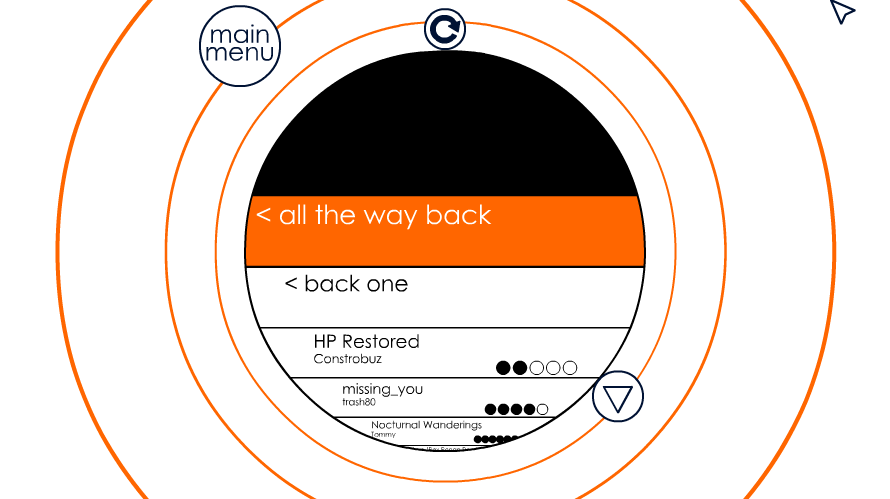 main
menu
< all the way back
< back one
HP Restored
Constrobuz
missing_you
trash80
Nocturnal Wanderings
Tommy